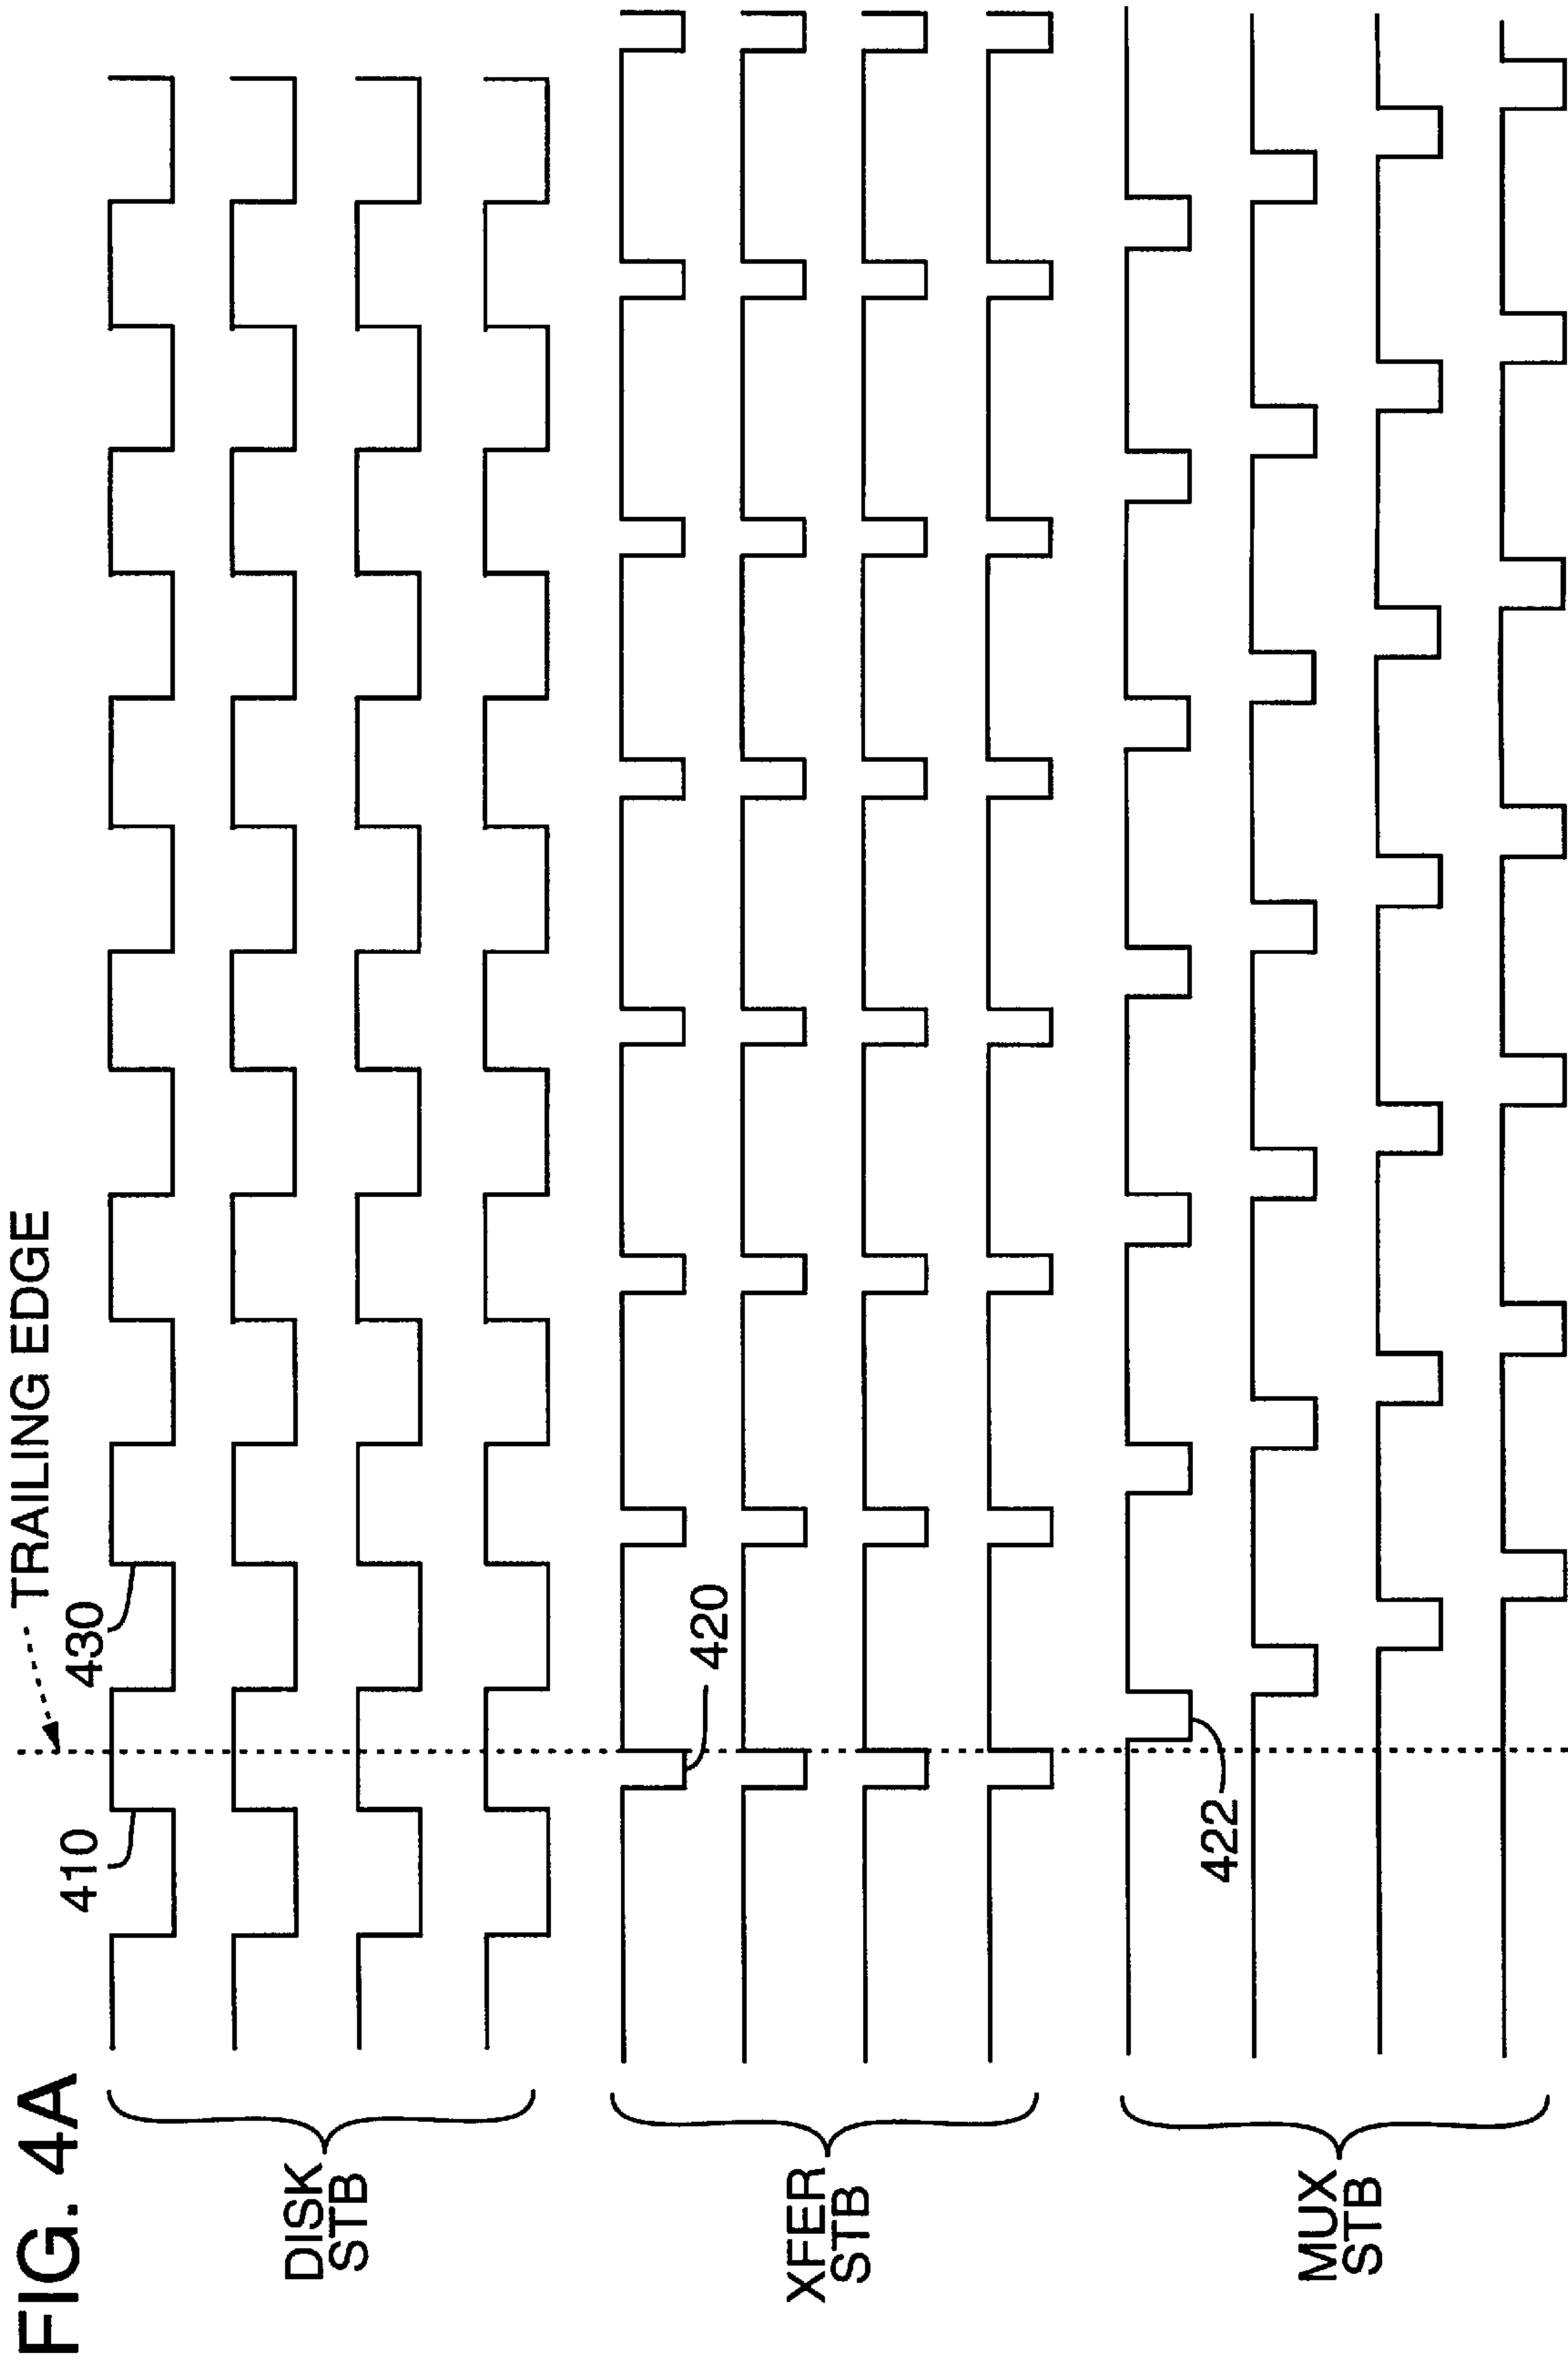 FIG. 4A
TRAILING EDGE
410
430
DISK
STB
420
XFER
STB
422
MUX
STB